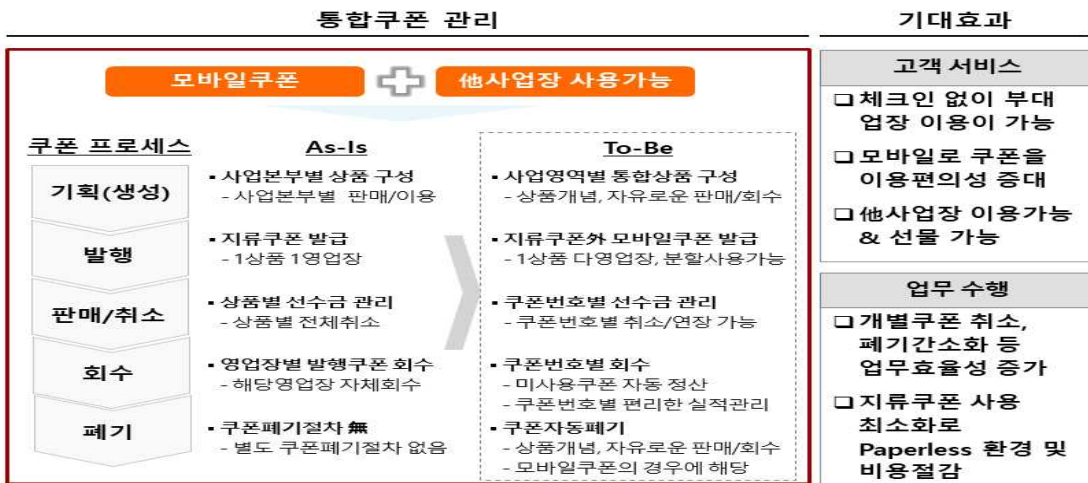 통합쿠폰 관리
모바일쿠폰
他사업장 사용가능
쿠폰 프로세스
As-Is
To-Be
기획(생성)
▪ 사업본부별 상품 구성
- 사업본부별 판매/이용
▪ 사업영역별 통합상품 구성
- 상품개념, 자유로운 판매/회수
발행
▪ 지류쿠폰 발급
- 1상품 1영업장
▪ 지류쿠폰外 모바일쿠폰 발급
- 1상품 다영업장, 분할사용가능
판매/취소
▪ 상품별 선수금 관리
- 상품별 전체취소
▪ 쿠폰번호별 선수금 관리
- 쿠폰번호별 취소/연장 가능
회수
▪ 영업장별 발행쿠폰 회수
- 해당영업장 자체회수
▪ 쿠폰번호별 회수
- 미사용쿠폰 자동 정산
- 쿠폰번호별 편리한 실적관리
폐기
▪ 쿠폰폐기절차 無
- 별도 쿠폰폐기절차 없음
▪ 쿠폰자동폐기
- 상품개념, 자유로운 판매/회수
- 모바일쿠폰의 경우에 해당
기대효과
고객 서비스
❑ 체크인 없이 부대
업장 이용이 가능
❑ 모바일로 쿠폰을
이용편의성 증대
❑ 他사업장 이용가능
& 선물 가능
업무 수행
❑ 개별쿠폰 취소,
폐기간소화 등
업무효율성 증가
❑ 지류쿠폰 사용
최소화로
Paperless 환경 및
비용절감